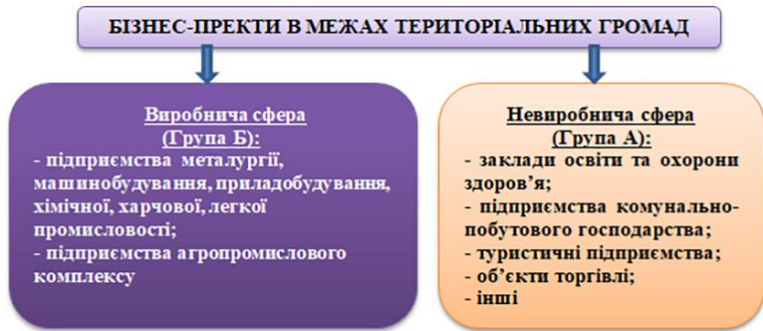 БІЗНЕС-ПРЕКТИ В МЕЖАХ ТЕРИТОРІАЛЬНИХ ГРОМАД
Виробнича сфера
(Група Б):
- підприємства металургії,
машинобудування, приладобудування,
хімічної, харчової, легкої
промисловості;
- підприємства агропромислового
комплексу
Невиробнича сфера
(Група А):
- заклади освіти та охорони
здоров’я;
- підприємства комунально-
побутового господарства;
- туристичні підприємства;
- об’єкти торгівлі;
- інші